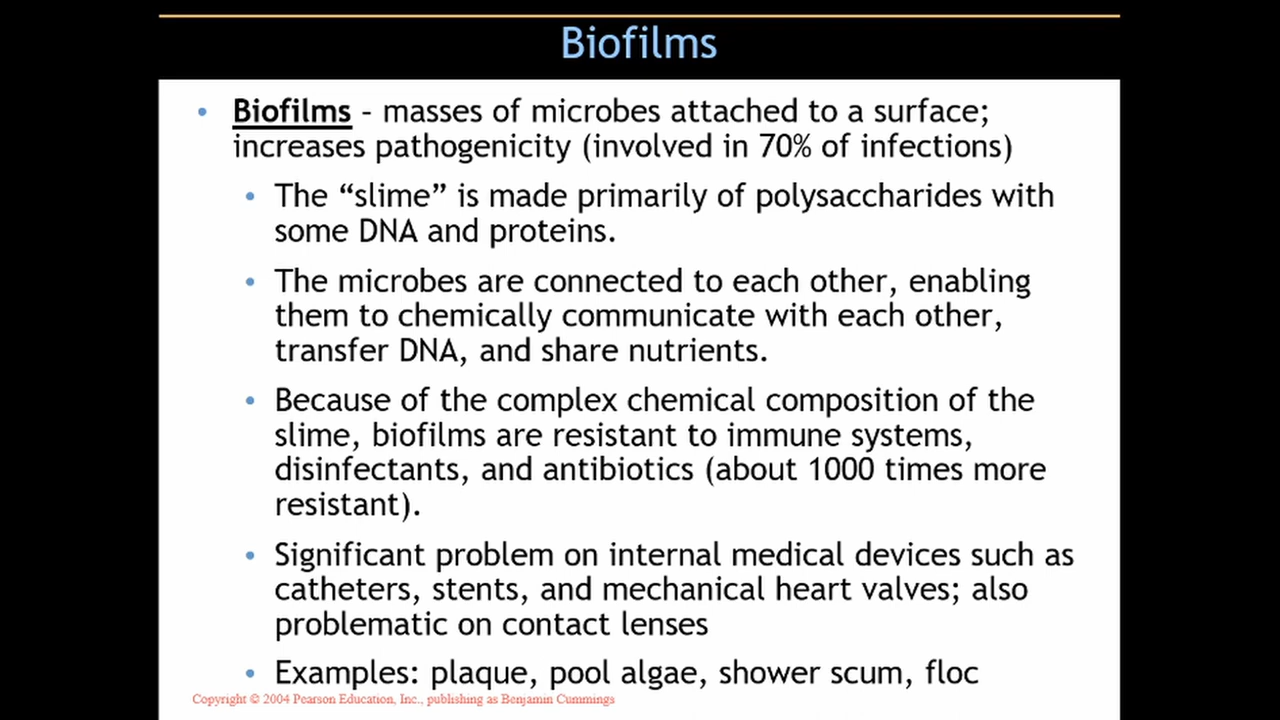 Biofilms
• Biofilms – masses of microbes attached to a surface;
increases pathogenicity (involved in 70% of infections)
• The “slime” is made primarily of polysaccharides with
some DNA and proteins.
• The microbes are connected to each other, enabling
them to chemically communicate with each other,
transfer DNA, and share nutrients.
• Because of the complex chemical composition of the
slime, biofilms are resistant to immune systems,
disinfectants, and antibiotics (about 1000 times more
resistant).
• Significant problem on internal medical devices such as
catheters, stents, and mechanical heart valves; also
problematic on contact lenses
• Examples: plaque, pool algae, shower scum, floc
Copyright © 2004 Pearson Education, Inc., publishing as Benjamin Cummings